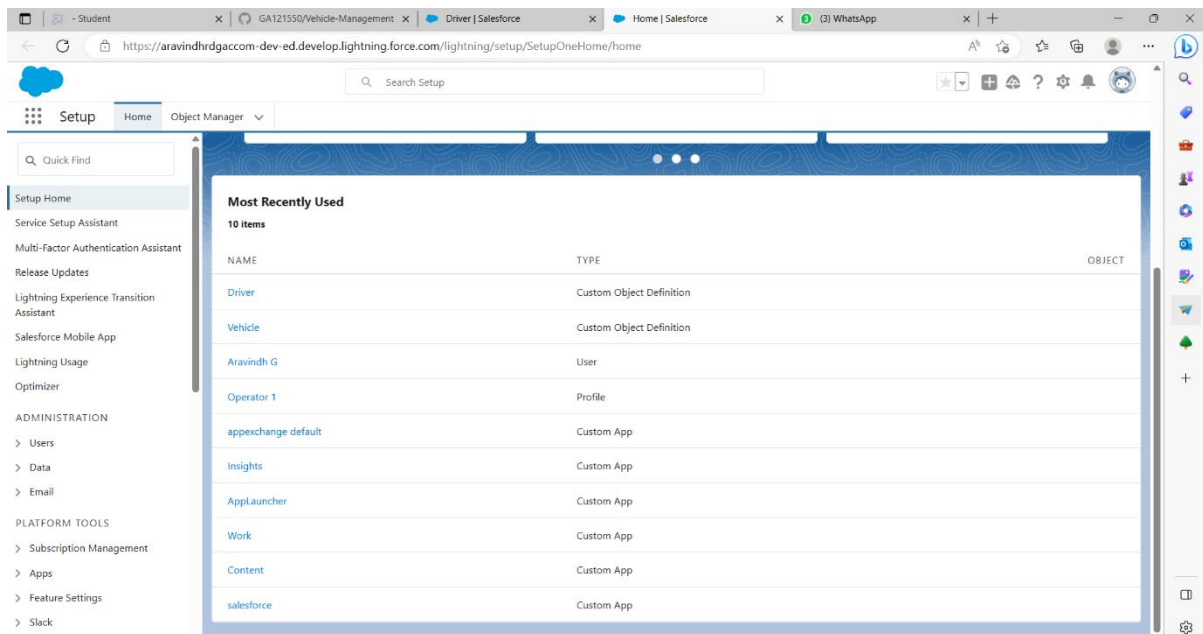 - Student
GA121550/Vehicle-Management
Driver | Salesforce
Home | Salesforce
(3) WhatsApp
https://aravindhrdgaccom-dev-ed.develop.lightning.force.com/lightning/setup/SetupOneHome/home
Search Setup
Setup
Home
Object Manager
Quick Find
Setup Home
Service Setup Assistant
Multi-Factor Authentication Assistant
Release Updates
Lightning Experience Transition
Assistant
Salesforce Mobile App
Lightning Usage
Optimizer
ADMINISTRATION
Users
Data
Email
PLATFORM TOOLS
Subscription Management
Apps
Feature Settings
Slack
Most Recently Used
10 items
NAME TYPE OBJECT
Driver Custom Object Definition
Vehicle Custom Object Definition
Aravindh G User
Operator 1 Profile
appexchange default Custom App
Insights Custom App
AppLauncher Custom App
Work Custom App
Content Custom App
salesforce Custom App